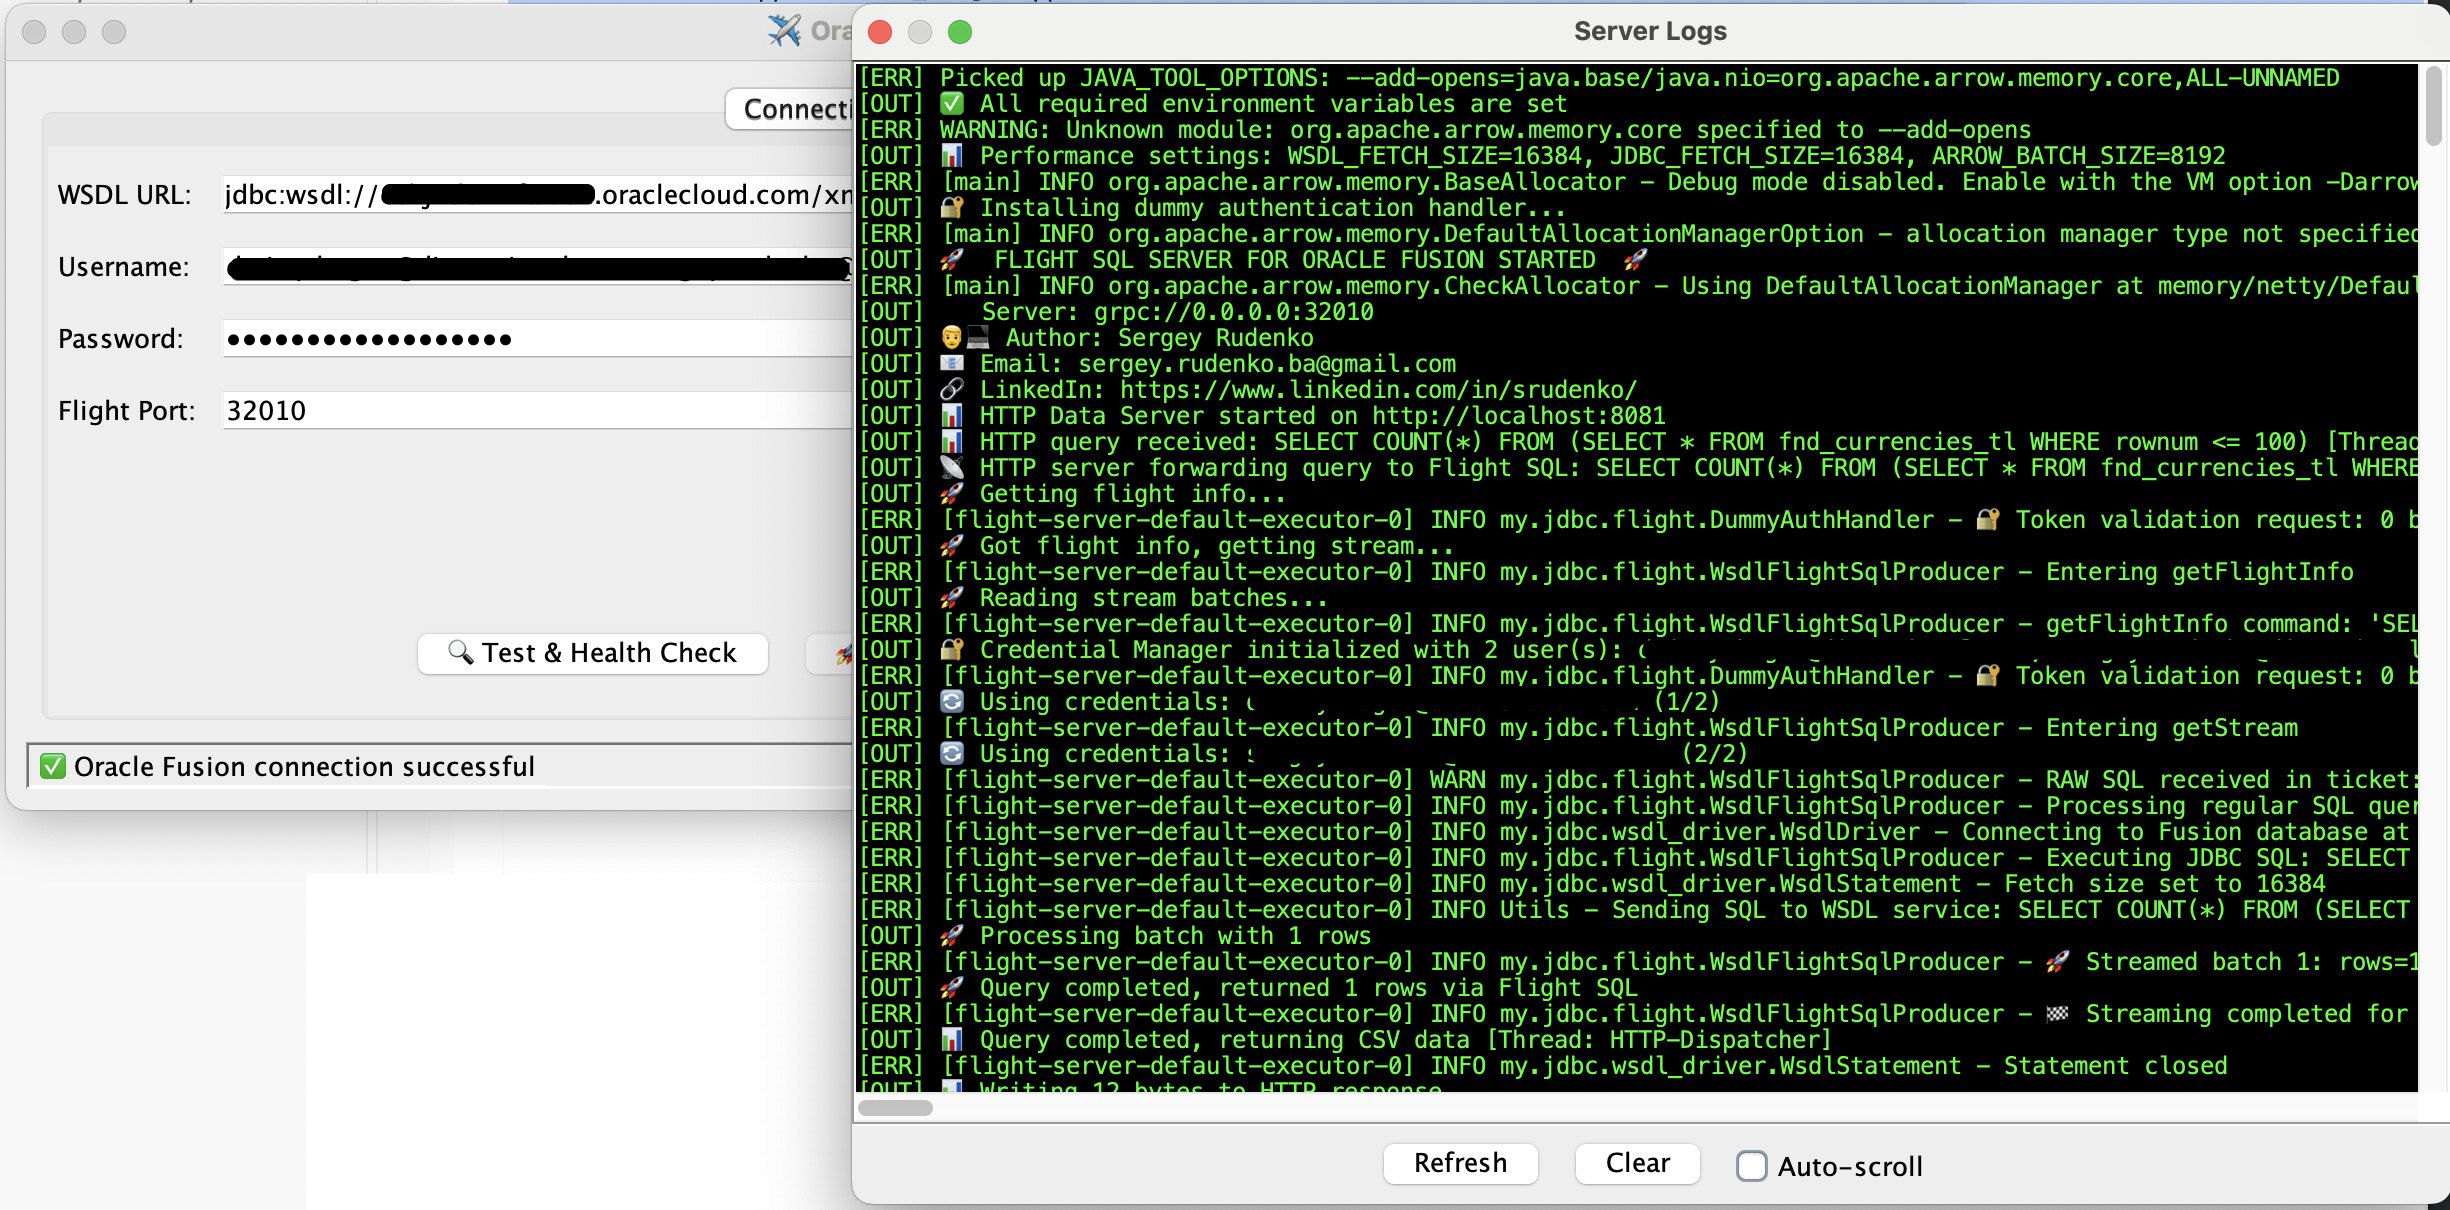 Ora
Connecti
WSDL URL:
jdbc:wsdl://
.oraclecloud.com/xm
Username:
Password:
Flight Port:
32010
🔍 Test & Health Check
✅ Oracle Fusion connection successful
Server Logs
[ERR] Picked up JAVA_TOOL_OPTIONS: --add-opens=java.base/java.nio=org.apache.arrow.memory.core,ALL-UNNAMED
[OUT] ✅ All required environment variables are set
[ERR] WARNING: Unknown module: org.apache.arrow.memory.core specified to --add-opens
[OUT] 📊 Performance settings: WSDL_FETCH_SIZE=16384, JDBC_FETCH_SIZE=16384, ARROW_BATCH_SIZE=8192
[ERR] [main] INFO org.apache.arrow.memory.BaseAllocator - Debug mode disabled. Enable with the VM option -Darrow
[OUT] 🔐 Installing dummy authentication handler...
[ERR] [main] INFO org.apache.arrow.memory.DefaultAllocationManagerOption - allocation manager type not specified
[OUT] 🚀 FLIGHT SQL SERVER FOR ORACLE FUSION STARTED 🚀
[ERR] [main] INFO org.apache.arrow.memory.CheckAllocator - Using DefaultAllocationManager at memory/netty/Defaul
[OUT] Server: grpc://0.0.0.0:32010
[OUT] 👨💻 Author: Sergey Rudenko
[OUT] 📧 Email: sergey.rudenko.ba@gmail.com
[OUT] 🔗 LinkedIn: https://www.linkedin.com/in/srudenko/
[OUT] 📊 HTTP Data Server started on http://localhost:8081
[OUT] 📊 HTTP query received: SELECT COUNT(*) FROM (SELECT * FROM fnd_currencies_tl WHERE rownum <= 100) [Thread
[OUT] 📡 HTTP server forwarding query to Flight SQL: SELECT COUNT(*) FROM (SELECT * FROM fnd_currencies_tl WHERE
[OUT] 🚀 Getting flight info...
[ERR] [flight-server-default-executor-0] INFO my.jdbc.flight.DummyAuthHandler - 🔐 Token validation request: 0 b
[OUT] 🚀 Got flight info, getting stream...
[ERR] [flight-server-default-executor-0] INFO my.jdbc.flight.WsdlFlightSqlProducer - Entering getFlightInfo
[OUT] 🚀 Reading stream batches...
[ERR] [flight-server-default-executor-0] INFO my.jdbc.flight.WsdlFlightSqlProducer - getFlightInfo command: 'SEL
[OUT] 🔐 Credential Manager initialized with 2 user(s):
[ERR] [flight-server-default-executor-0] INFO my.jdbc.flight.DummyAuthHandler - 🔐 Token validation request: 0 b
[OUT] 🔄 Using credentials: (1/2)
[ERR] [flight-server-default-executor-0] INFO my.jdbc.flight.WsdlFlightSqlProducer - Entering getStream
[OUT] 🔄 Using credentials: (2/2)
[ERR] [flight-server-default-executor-0] WARN my.jdbc.flight.WsdlFlightSqlProducer - RAW SQL received in ticket:
[ERR] [flight-server-default-executor-0] INFO my.jdbc.flight.WsdlFlightSqlProducer - Processing regular SQL quer
[ERR] [flight-server-default-executor-0] INFO my.jdbc.wsdl_driver.WsdlDriver - Connecting to Fusion database at
[ERR] [flight-server-default-executor-0] INFO my.jdbc.flight.WsdlFlightSqlProducer - Executing JDBC SQL: SELECT
[ERR] [flight-server-default-executor-0] INFO my.jdbc.wsdl_driver.WsdlStatement - Fetch size set to 16384
[ERR] [flight-server-default-executor-0] INFO Utils - Sending SQL to WSDL service: SELECT COUNT(*) FROM (SELECT
[OUT] 🚀 Processing batch with 1 rows
[ERR] [flight-server-default-executor-0] INFO my.jdbc.flight.WsdlFlightSqlProducer - 🚀 Streamed batch 1: rows=1
[OUT] 🚀 Query completed, returned 1 rows via Flight SQL
[ERR] [flight-server-default-executor-0] INFO my.jdbc.flight.WsdlFlightSqlProducer - 🏁 Streaming completed for
[OUT] 📊 Query completed, returning CSV data [Thread: HTTP-Dispatcher]
[ERR] [flight-server-default-executor-0] INFO my.jdbc.wsdl_driver.WsdlStatement - Statement closed
[OUT] 📊 Writing 12 bytes to HTTP response
Refresh
Clear
Auto-scroll